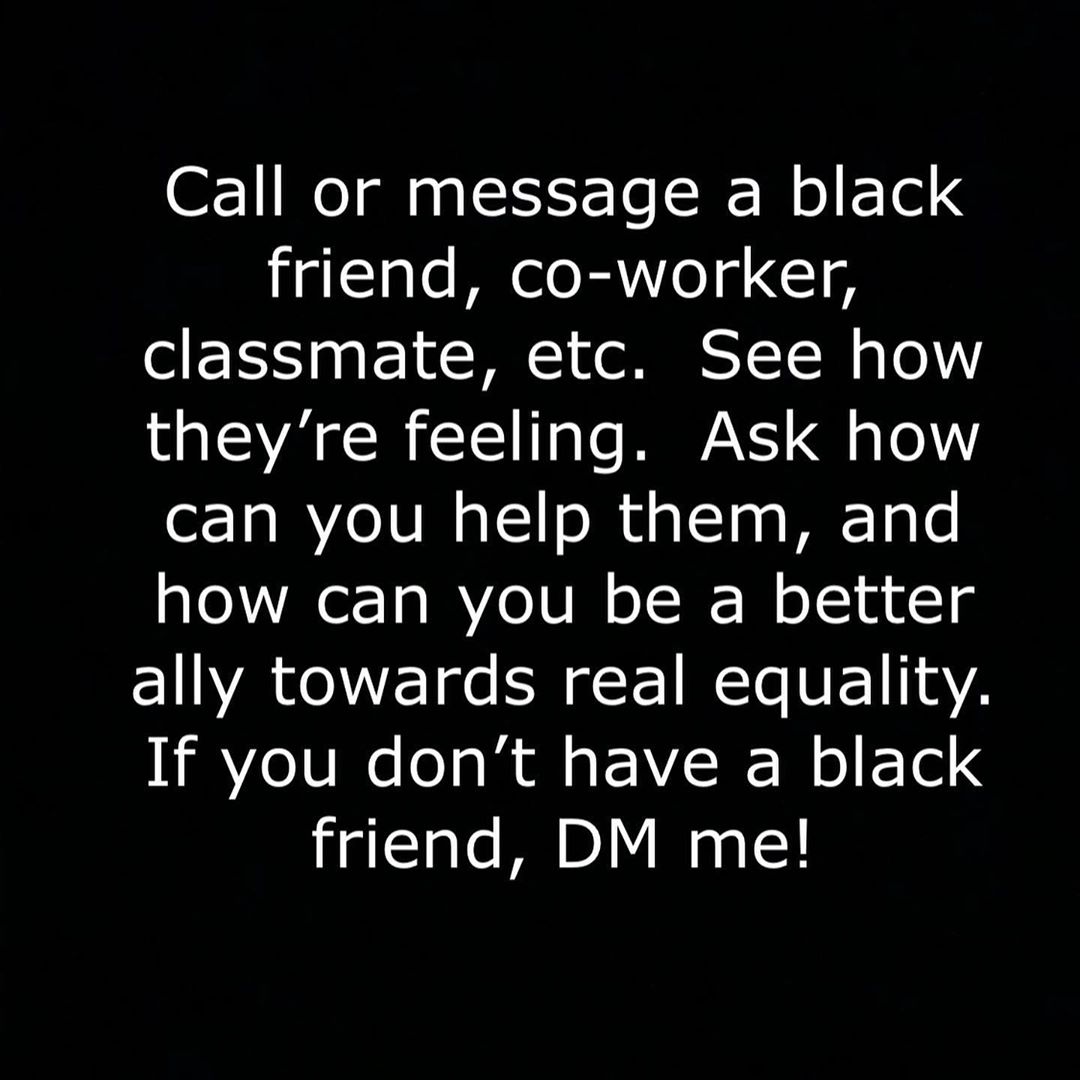 Call or message a black
friend, co-worker,
classmate, etc.  See how
they’re feeling.  Ask how
can you help them, and
how can you be a better
ally towards real equality.
If you don’t have a black
friend, DM me!